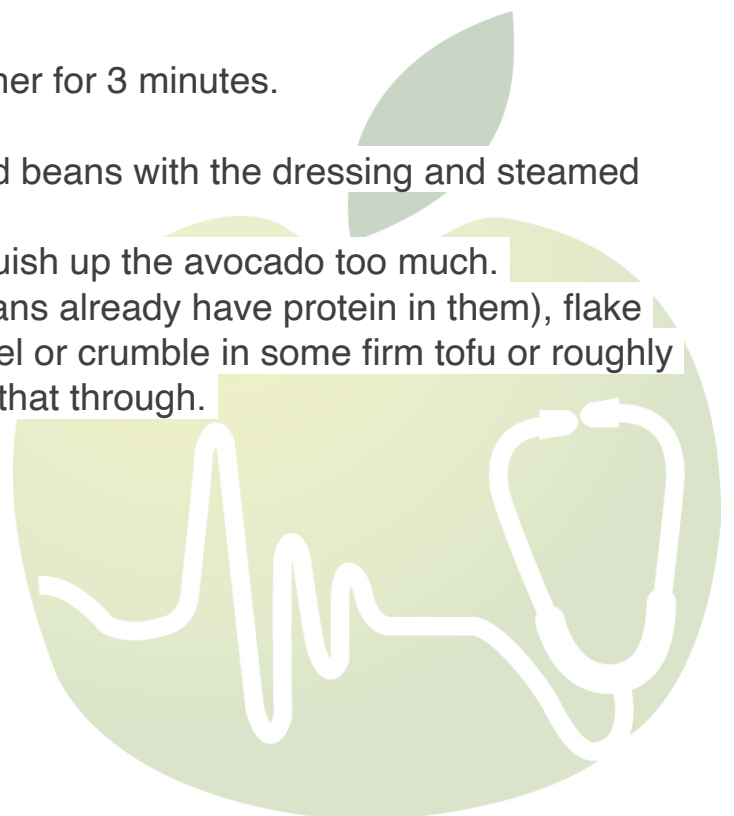 ner for 3 minutes.
d beans with the dressing and steamed
uish up the avocado too much.
ans already have protein in them), flake
el or crumble in some firm tofu or roughly
that through.